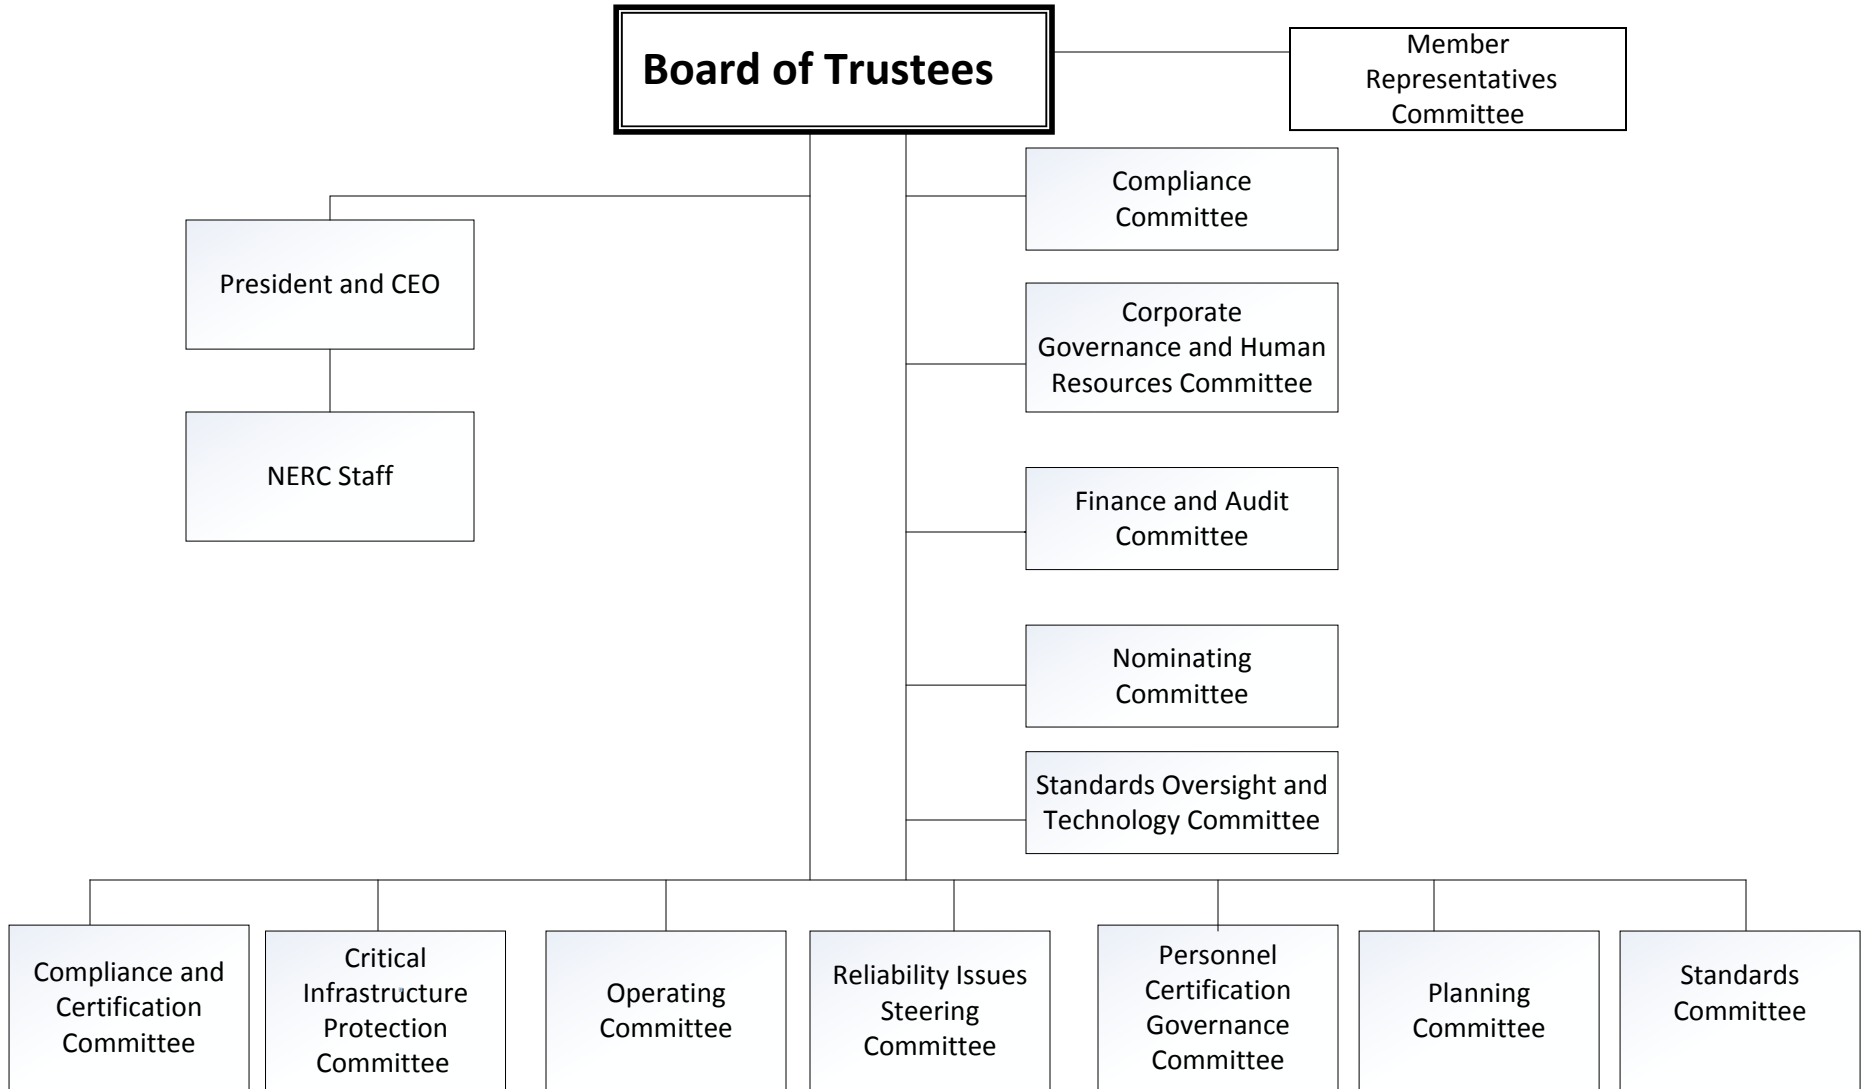 Board of Trustees
Member
Representatives
Committee
Compliance
Committee
President and CEO
Corporate
Governance and Human
Resources Committee
NERC Staff
Finance and Audit
Committee
Nominating
Committee
Standards Oversight and
Technology Committee
Compliance and
Certification
Committee
Critical
Infrastructure
Protection
Committee
Operating
Committee
Reliability Issues
Steering
Committee
Personnel
Certification
Governance
Committee
Planning
Committee
Standards
Committee